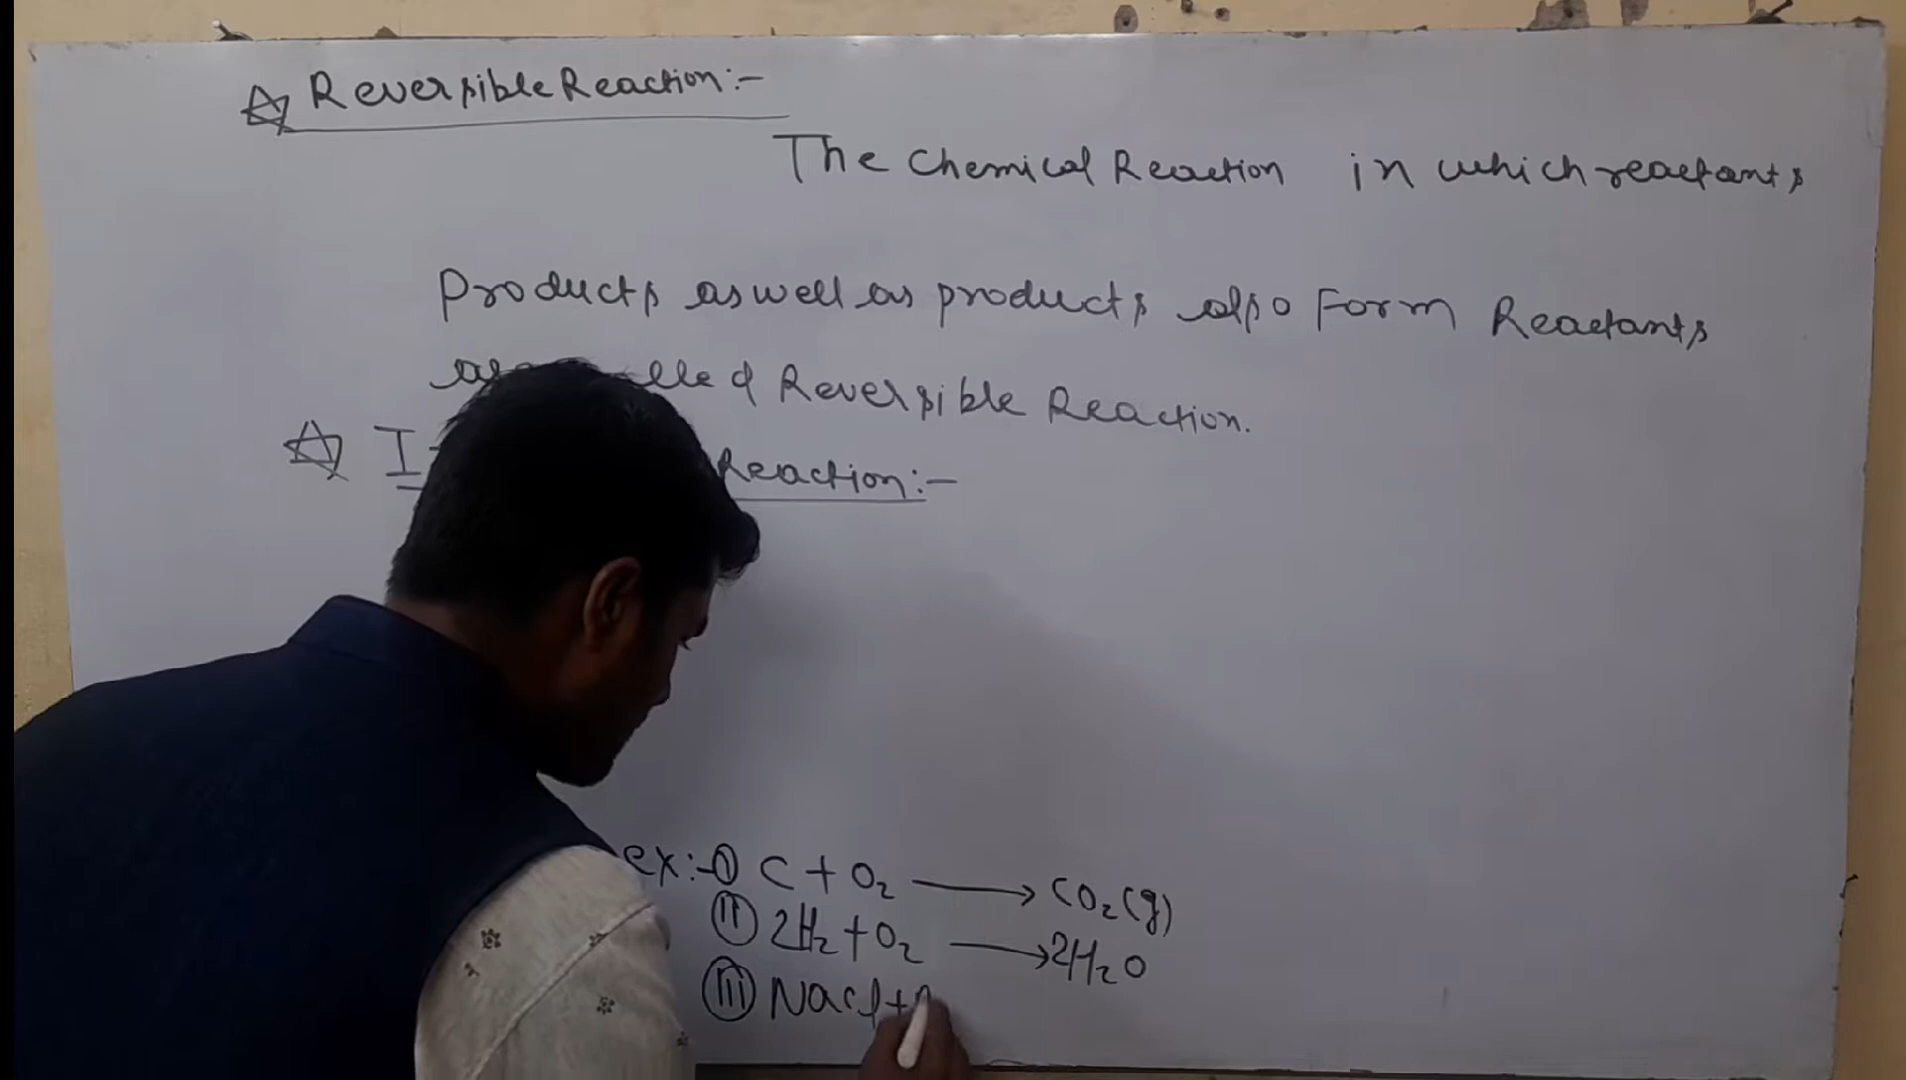 Reversible Reaction:-
The Chemical Reaction in which reactants
Products as well as products also Form Reactants
called Reversible Reaction.
Reaction:-
ex:- (i) C + O₂ ⟶ CO₂(g)
(ii) 2H₂ + O₂ ⟶ 2H₂O
(iii) NaCl +